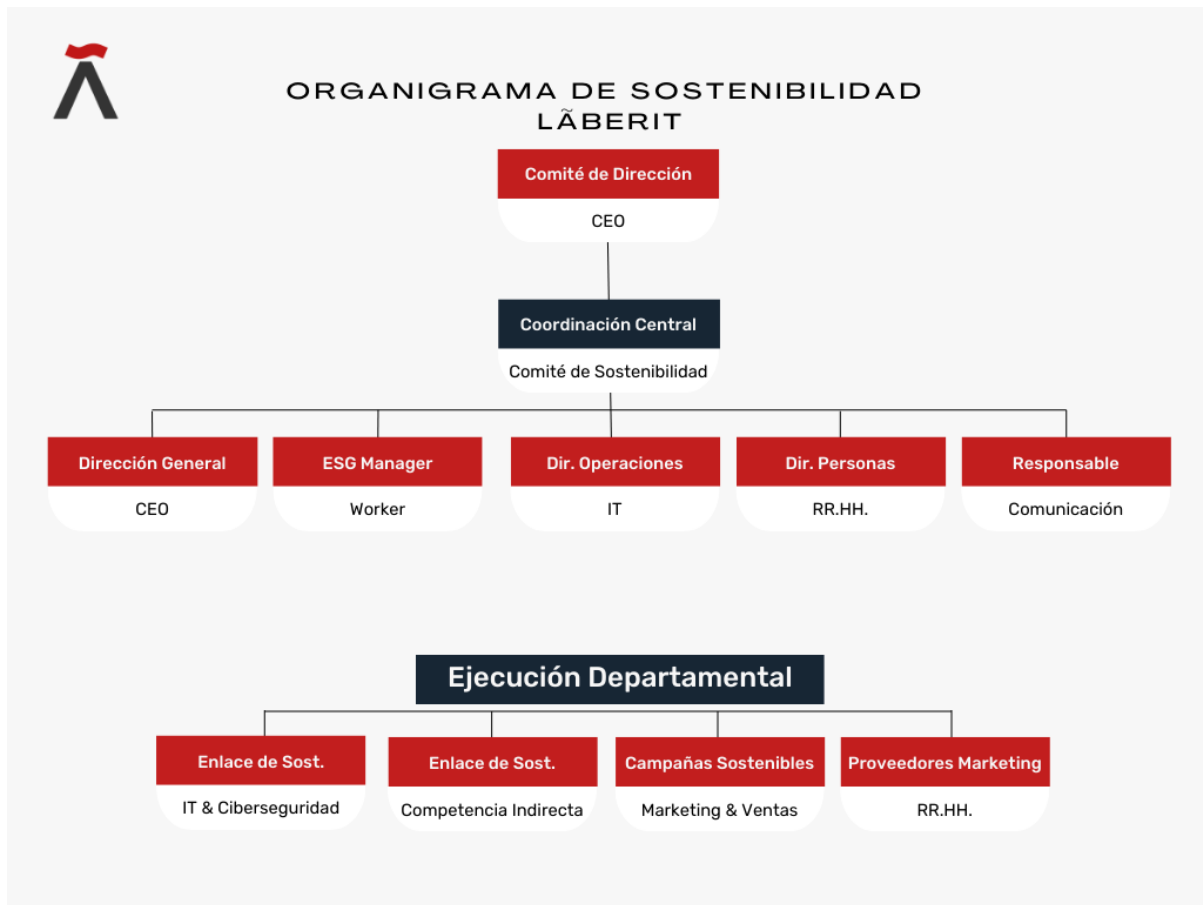 ORGANIGRAMA DE SOSTENIBILIDAD
LÃBERIT
Comité de Dirección
CEO
Coordinación Central
Comité de Sostenibilidad
Dirección General
CEO
ESG Manager
Worker
Dir. Operaciones
IT
Dir. Personas
RR.HH.
Responsable
Comunicación
Ejecución Departamental
Enlace de Sost.
IT & Ciberseguridad
Enlace de Sost.
Competencia Indirecta
Campañas Sostenibles
Marketing & Ventas
Proveedores Marketing
RR.HH.